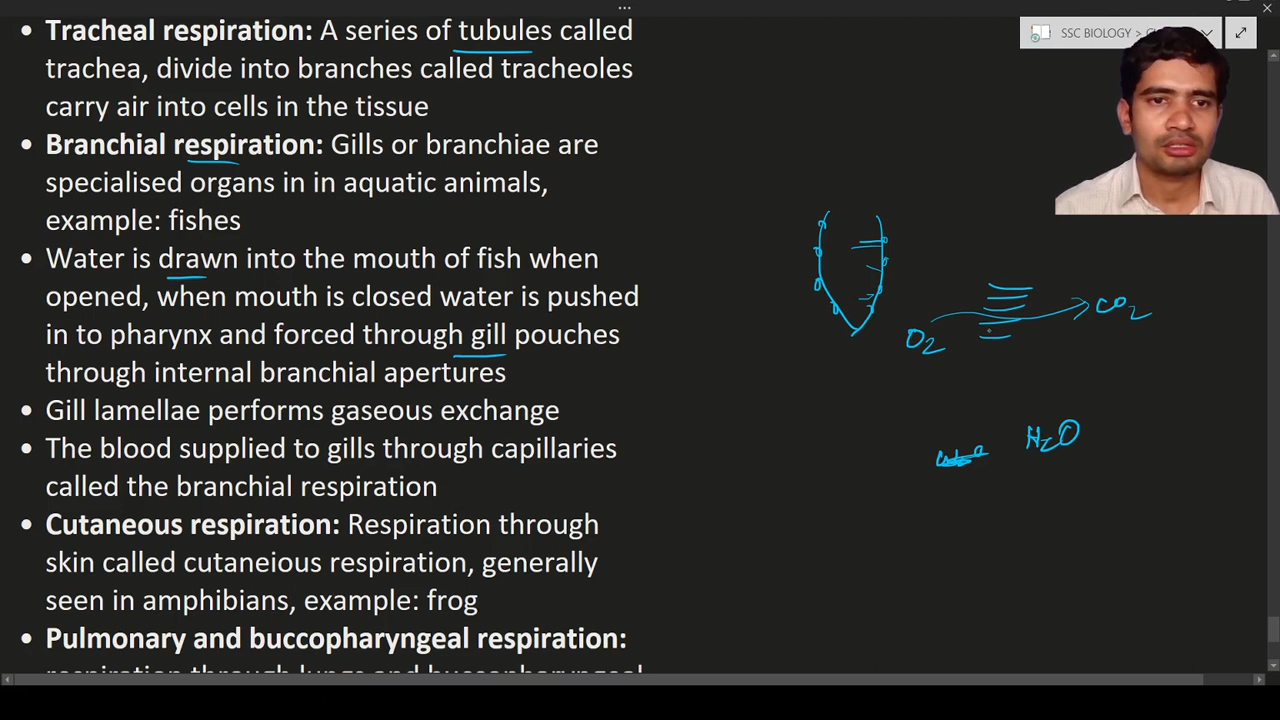 SSC BIOLOGY >
• Tracheal respiration: A series of tubules called
trachea, divide into branches called tracheoles
carry air into cells in the tissue
• Branchial respiration: Gills or branchiae are
specialised organs in in aquatic animals,
example: fishes
• Water is drawn into the mouth of fish when
opened, when mouth is closed water is pushed
in to pharynx and forced through gill pouches
through internal branchial apertures
• Gill lamellae performs gaseous exchange
• The blood supplied to gills through capillaries
called the branchial respiration
• Cutaneous respiration: Respiration through
skin called cutaneious respiration, generally
seen in amphibians, example: frog
• Pulmonary and buccopharyngeal respiration:
respiration through lungs and buccopharyngeal
O2
CO2
H2O